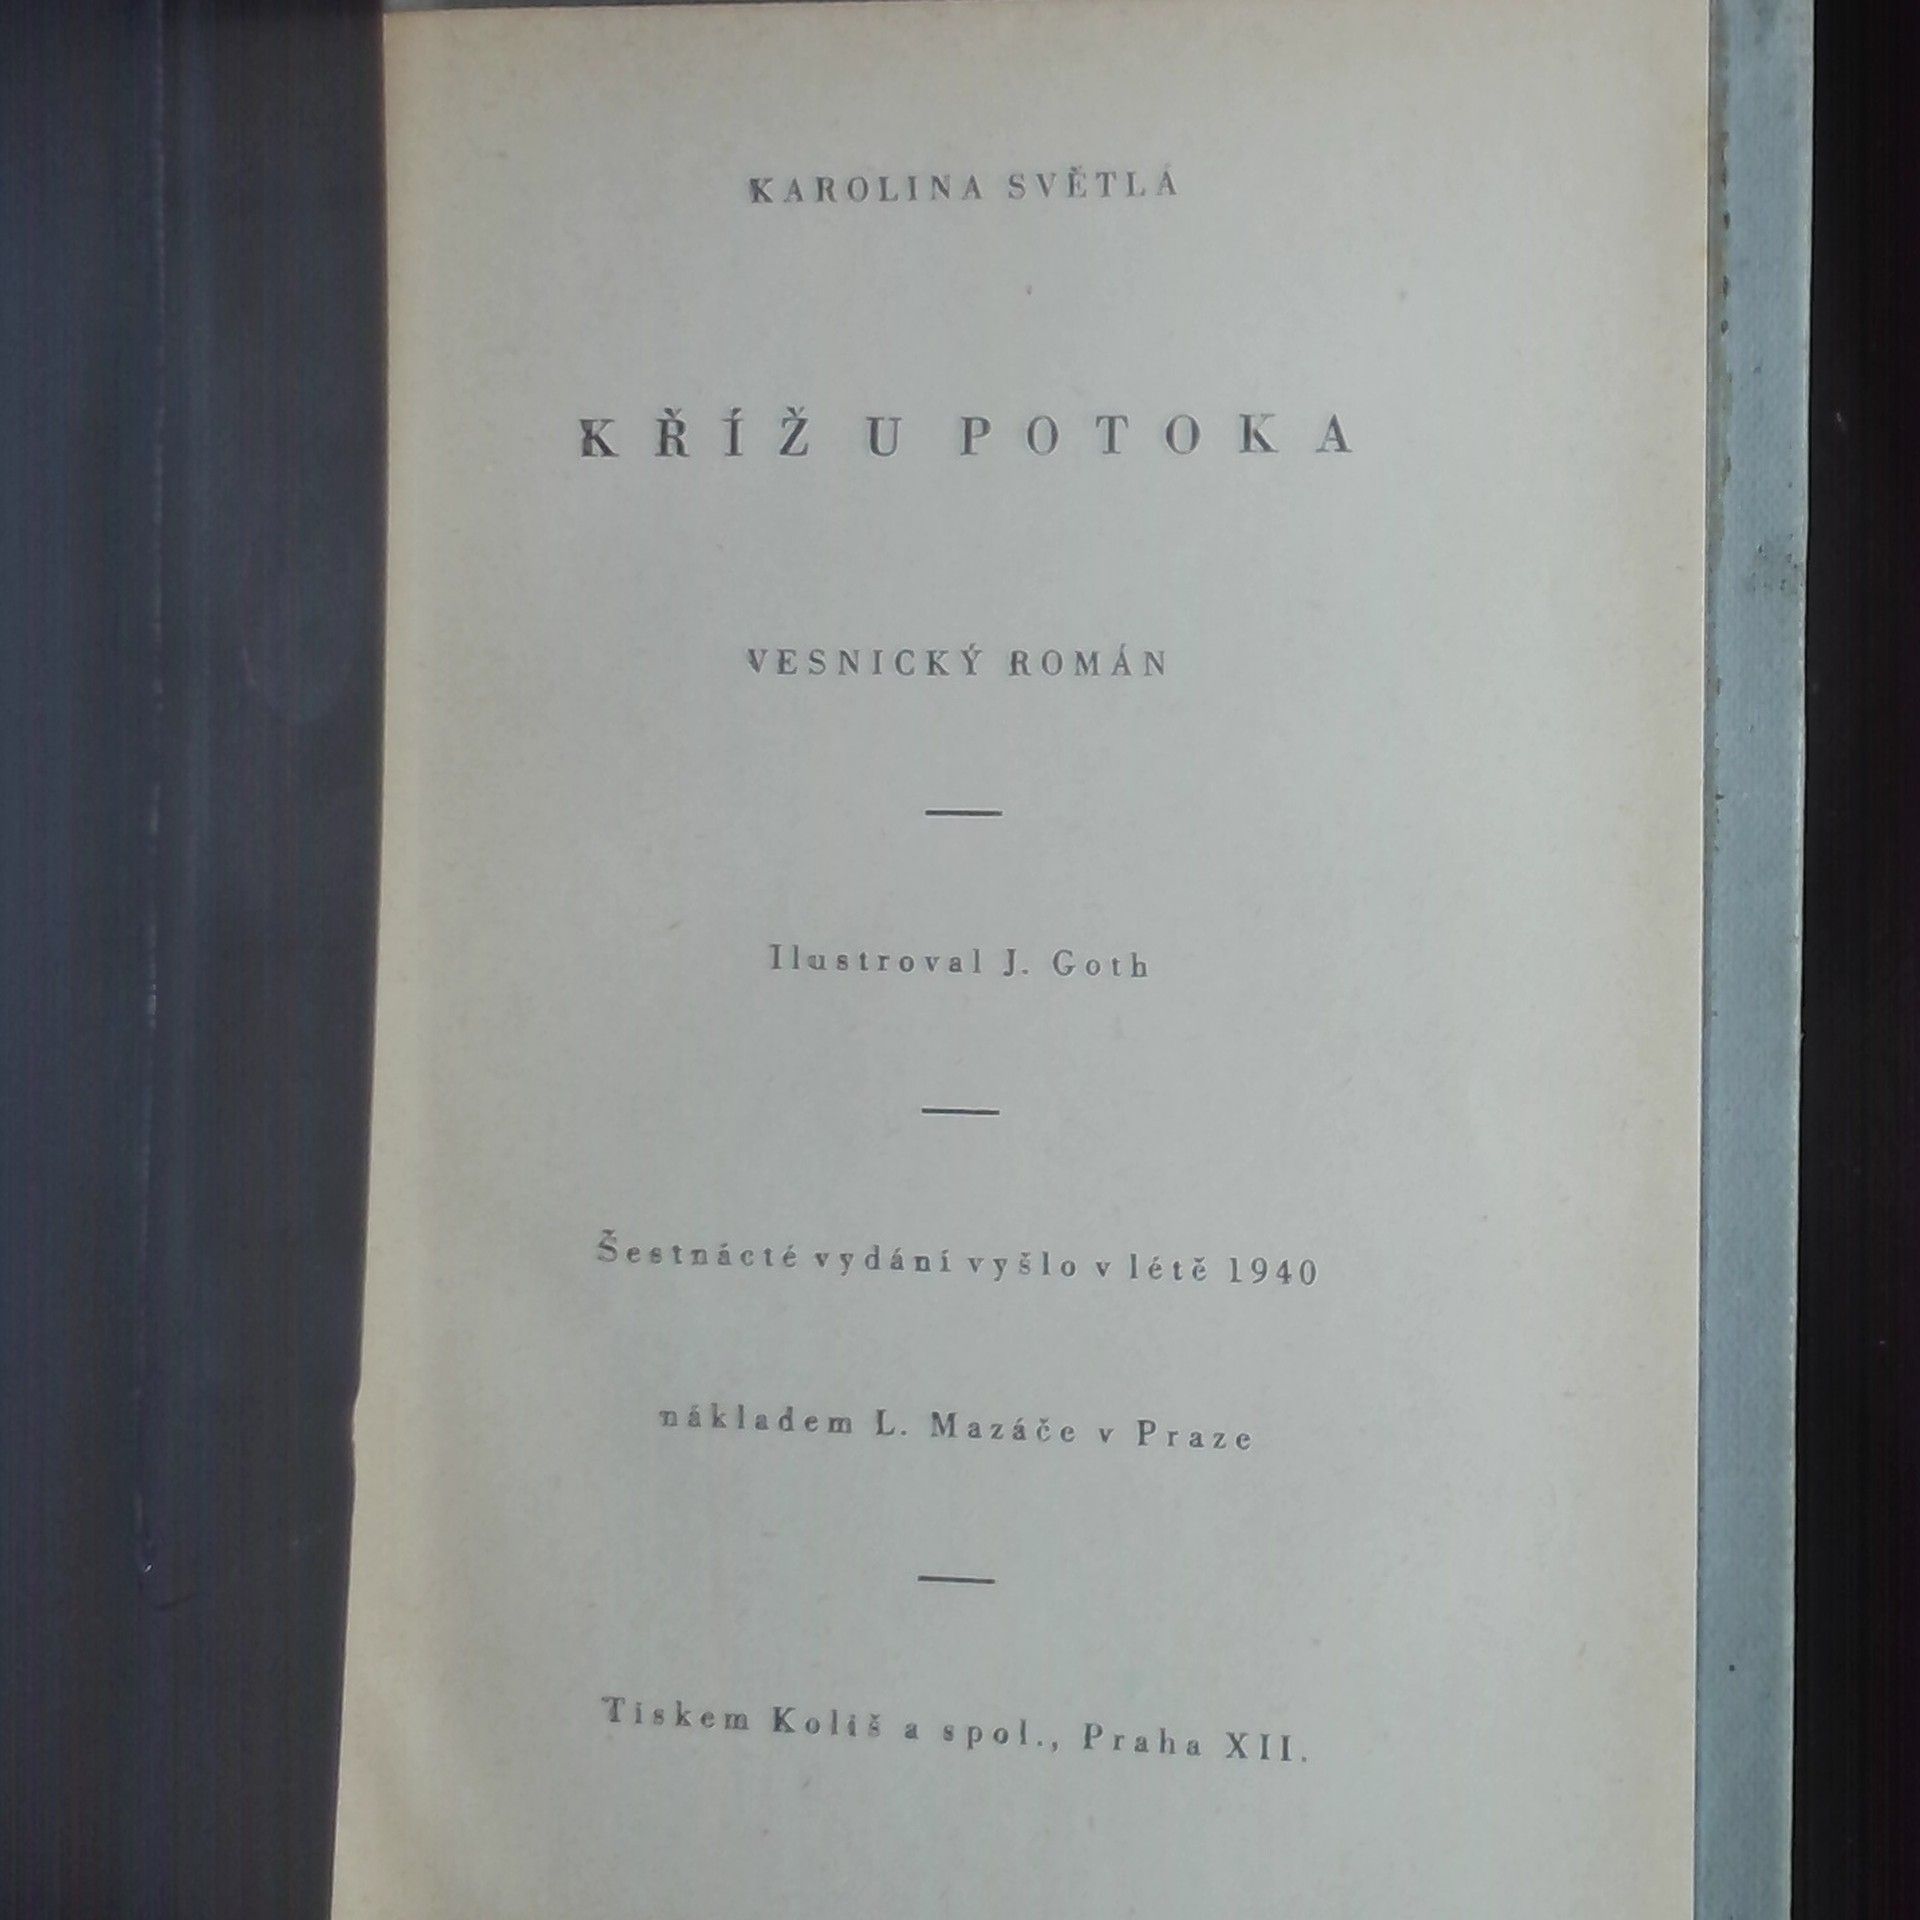 KAROLINA SVĚTLÁ
KŘÍŽ U POTOKA
VESNICKÝ ROMÁN
Ilustroval J. Goth
Šestnácté vydání vyšlo v létě 1940
nákladem L. Mazáče v Praze
Tiskem Koliš a spol., Praha XII.